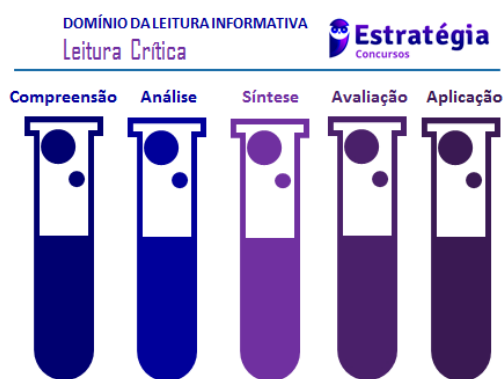 DOMÍNIO DA LEITURA INFORMATIVA
Leitura Crítica
Estratégia
Concursos
Compreensão Análise Síntese Avaliação Aplicação